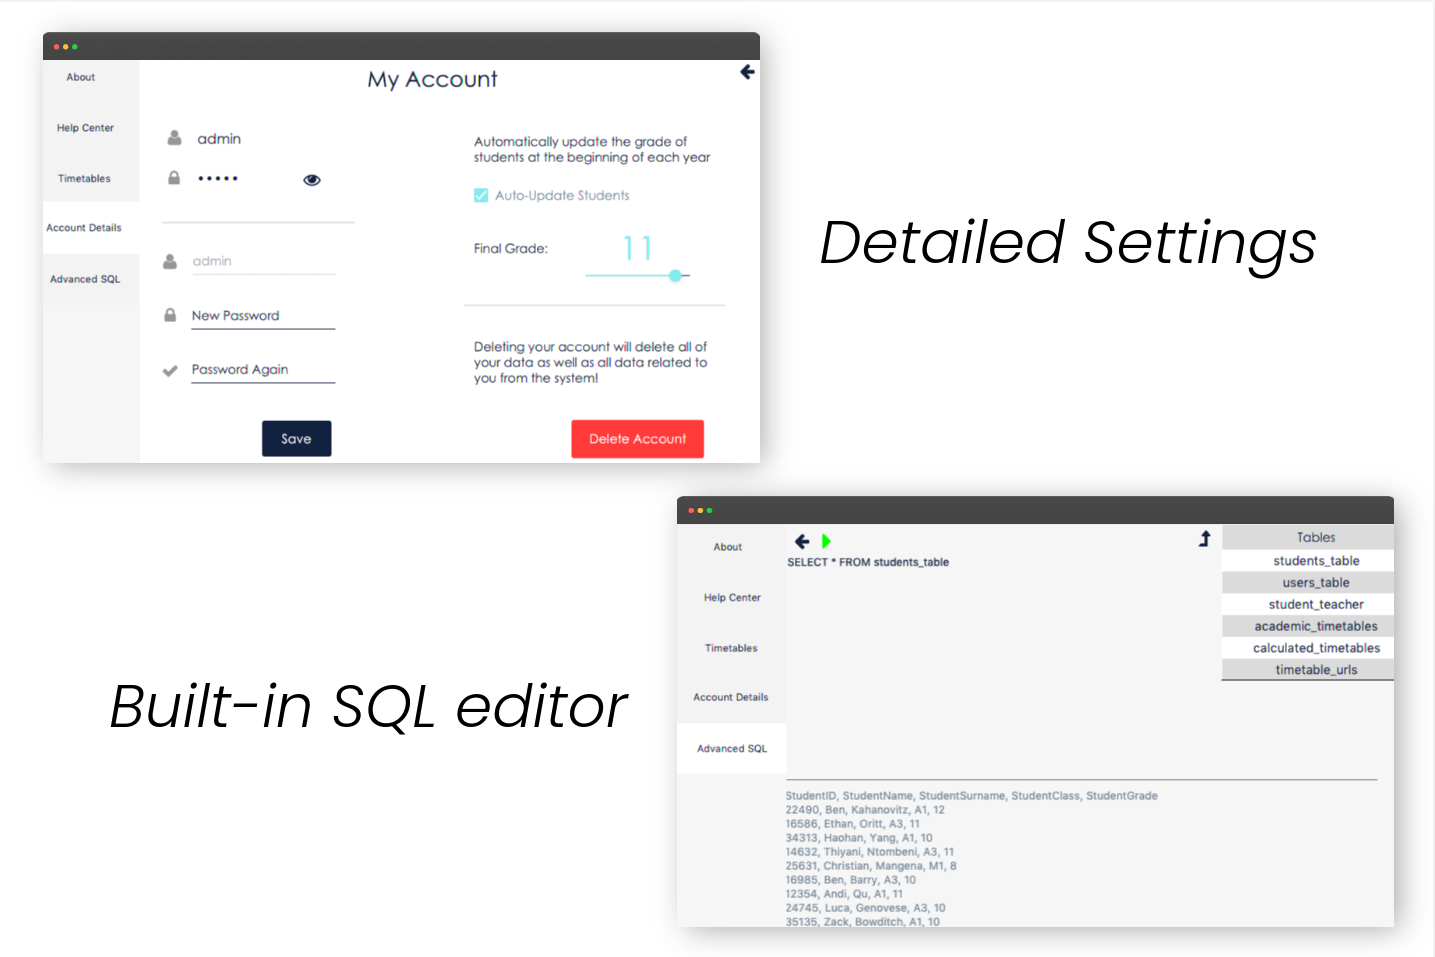 My Account
About
Help Center
Timetables
Account Details
Advanced SQL
admin
•••••
admin
New Password
Password Again
Save
Automatically update the grade of
students at the beginning of each year
Auto-Update Students
Final Grade:
11
Deleting your account will delete all of
your data as well as all data related to
you from the system!
Delete Account
Detailed Settings
Built-in SQL editor
About
Help Center
Timetables
Account Details
Advanced SQL
SELECT * FROM students_table
Tables
students_table
users_table
student_teacher
academic_timetables
calculated_timetables
timetable_urls
StudentID, StudentName, StudentSurname, StudentClass, StudentGrade
22490, Ben, Kahanovitz, A1, 12
16586, Ethan, Oritt, A3, 11
34313, Haohan, Yang, A1, 10
14632, Thiyani, Ntombeni, A3, 11
25631, Christian, Mangena, M1, 8
16985, Ben, Barry, A3, 10
12354, Andi, Qu, A1, 11
24745, Luca, Genovese, A3, 10
35135, Zack, Bowditch, A1, 10